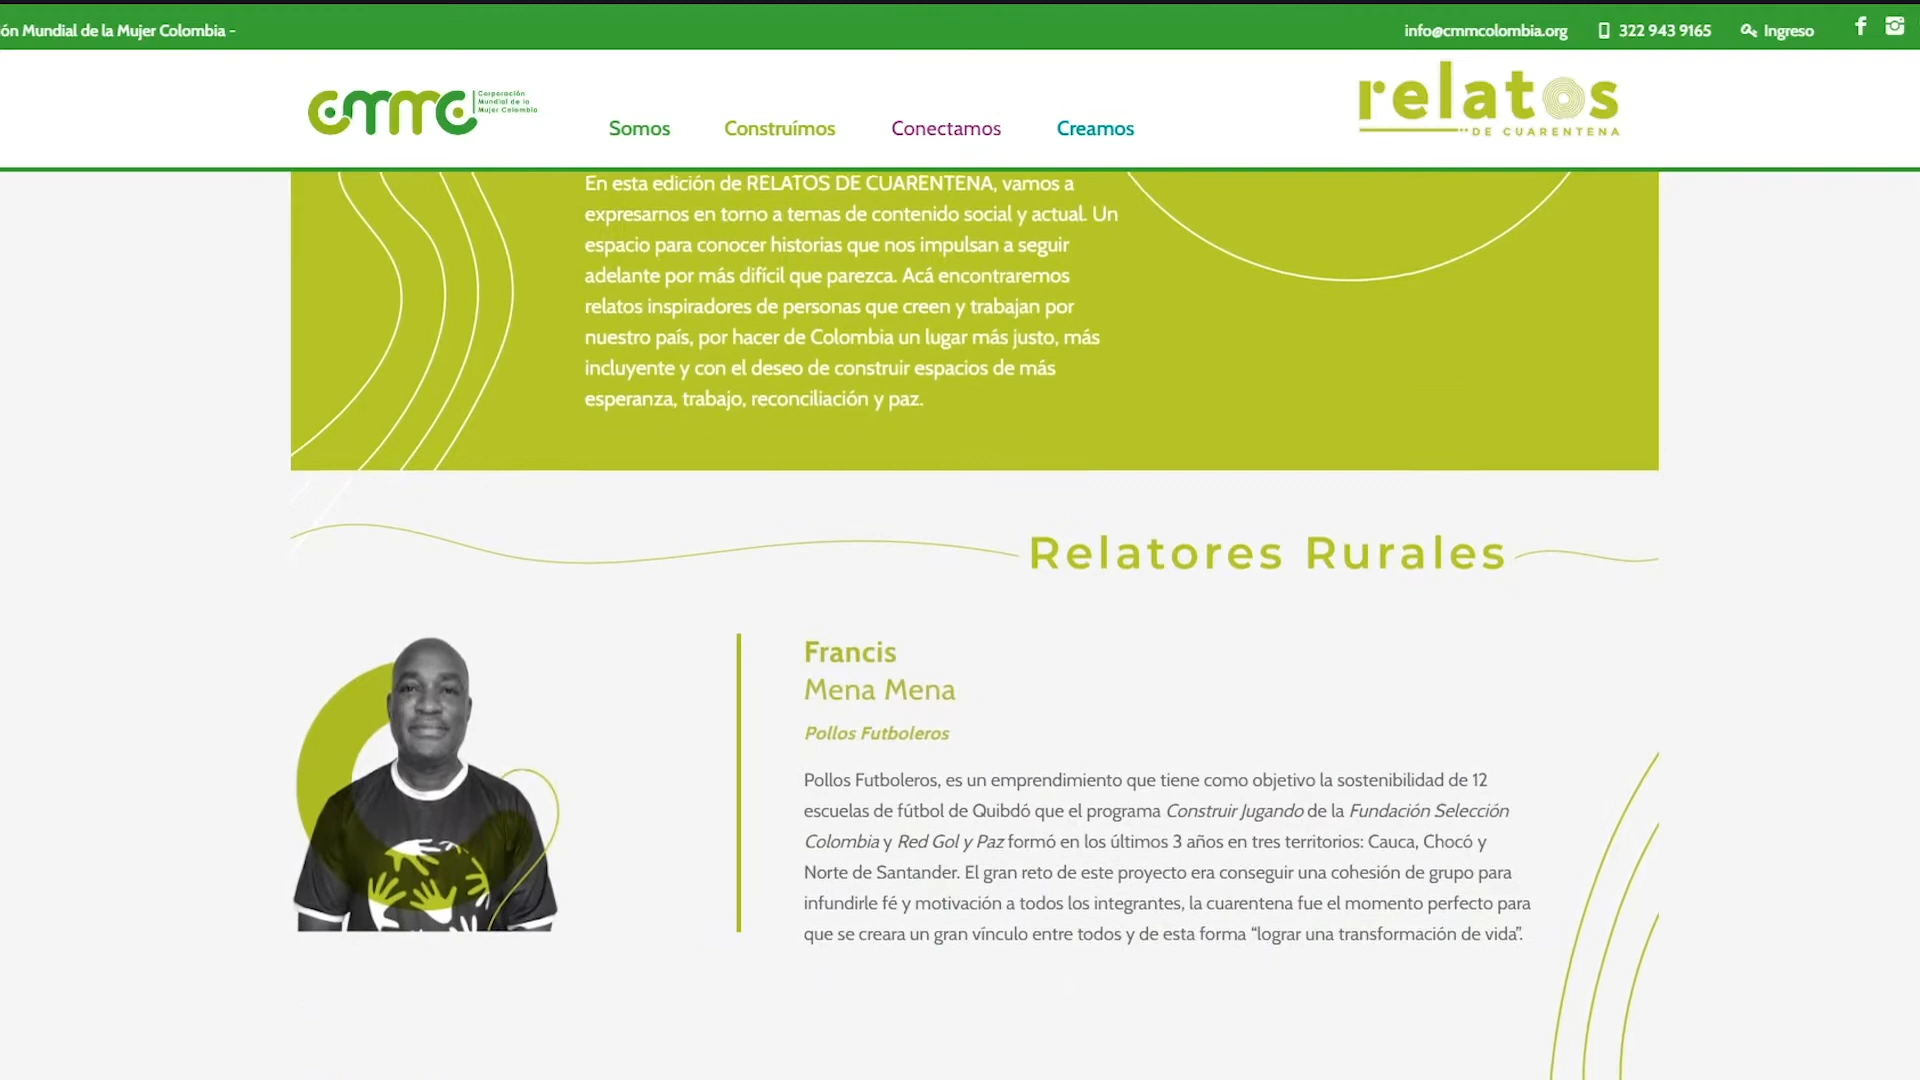 ón Mundial de la Mujer Colombia -
info@cmmcolombia.org
322 943 9165
Ingreso
cmmc
Corporación
Mundial de la
Mujer Colombia
Somos
Construímos
Conectamos
Creamos
relatos
DE CUARENTENA
En esta edición de RELATOS DE CUARENTENA, vamos a
expresarnos en torno a temas de contenido social y actual. Un
espacio para conocer historias que nos impulsan a seguir
adelante por más difícil que parezca. Acá encontraremos
relatos inspiradores de personas que creen y trabajan por
nuestro país, por hacer de Colombia un lugar más justo, más
incluyente y con el deseo de construir espacios de más
esperanza, trabajo, reconciliación y paz.
Relatores Rurales
Francis
Mena Mena
Pollos Futboleros
Pollos Futboleros, es un emprendimiento que tiene como objetivo la sostenibilidad de 12
escuelas de fútbol de Quibdó que el programa Construir Jugando de la Fundación Selección
Colombia y Red Gol y Paz formó en los últimos 3 años en tres territorios: Cauca, Chocó y
Norte de Santander. El gran reto de este proyecto era conseguir una cohesión de grupo para
infundirle fé y motivación a todos los integrantes, la cuarentena fue el momento perfecto para
que se creara un gran vínculo entre todos y de esta forma “lograr una transformación de vida”.